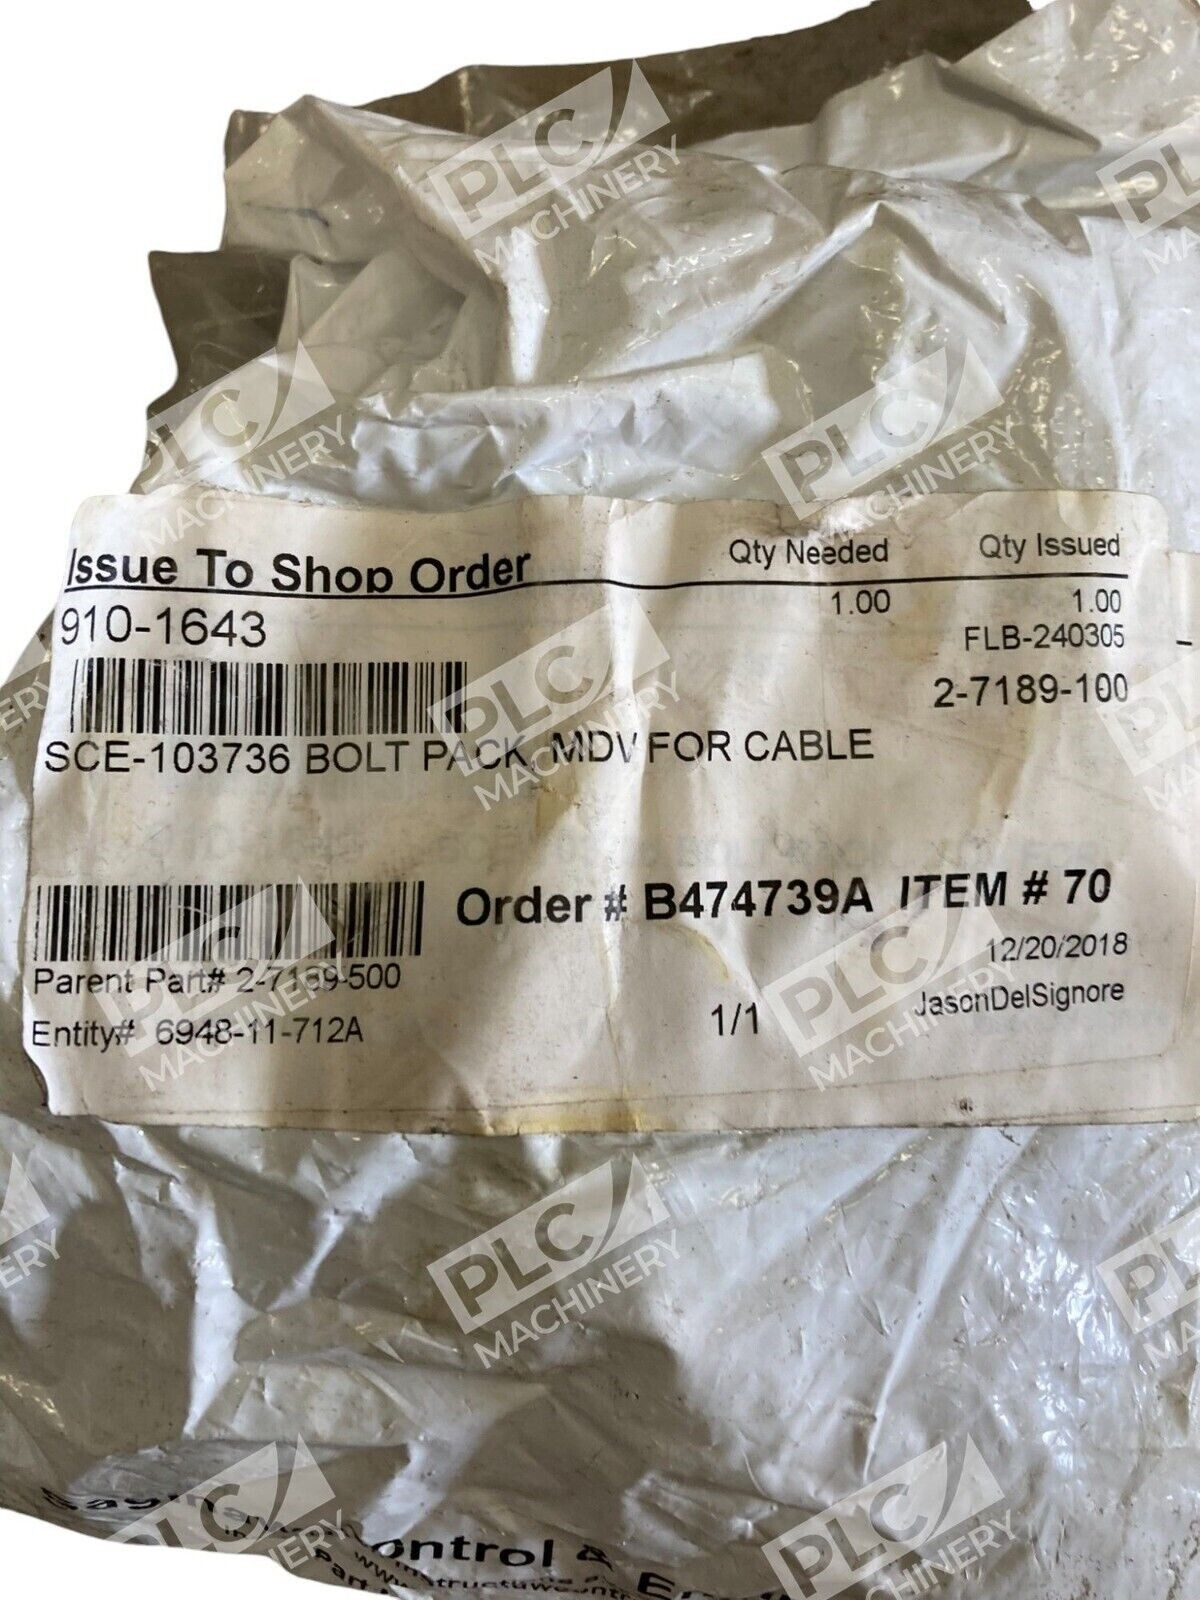 Issue To Shop Order
Qty Needed
Qty Issued
910-1643
1.00
1.00
FLB-240305
2-7189-100
SCE-103736 BOLT PACK, MDV FOR CABLE
Order # B474739A ITEM # 70
12/20/2018
Parent Part# 2-7189-500
JasonDelSignore
Entity# 6948-11-712A
1/1
Control &
PLC MACHINERY